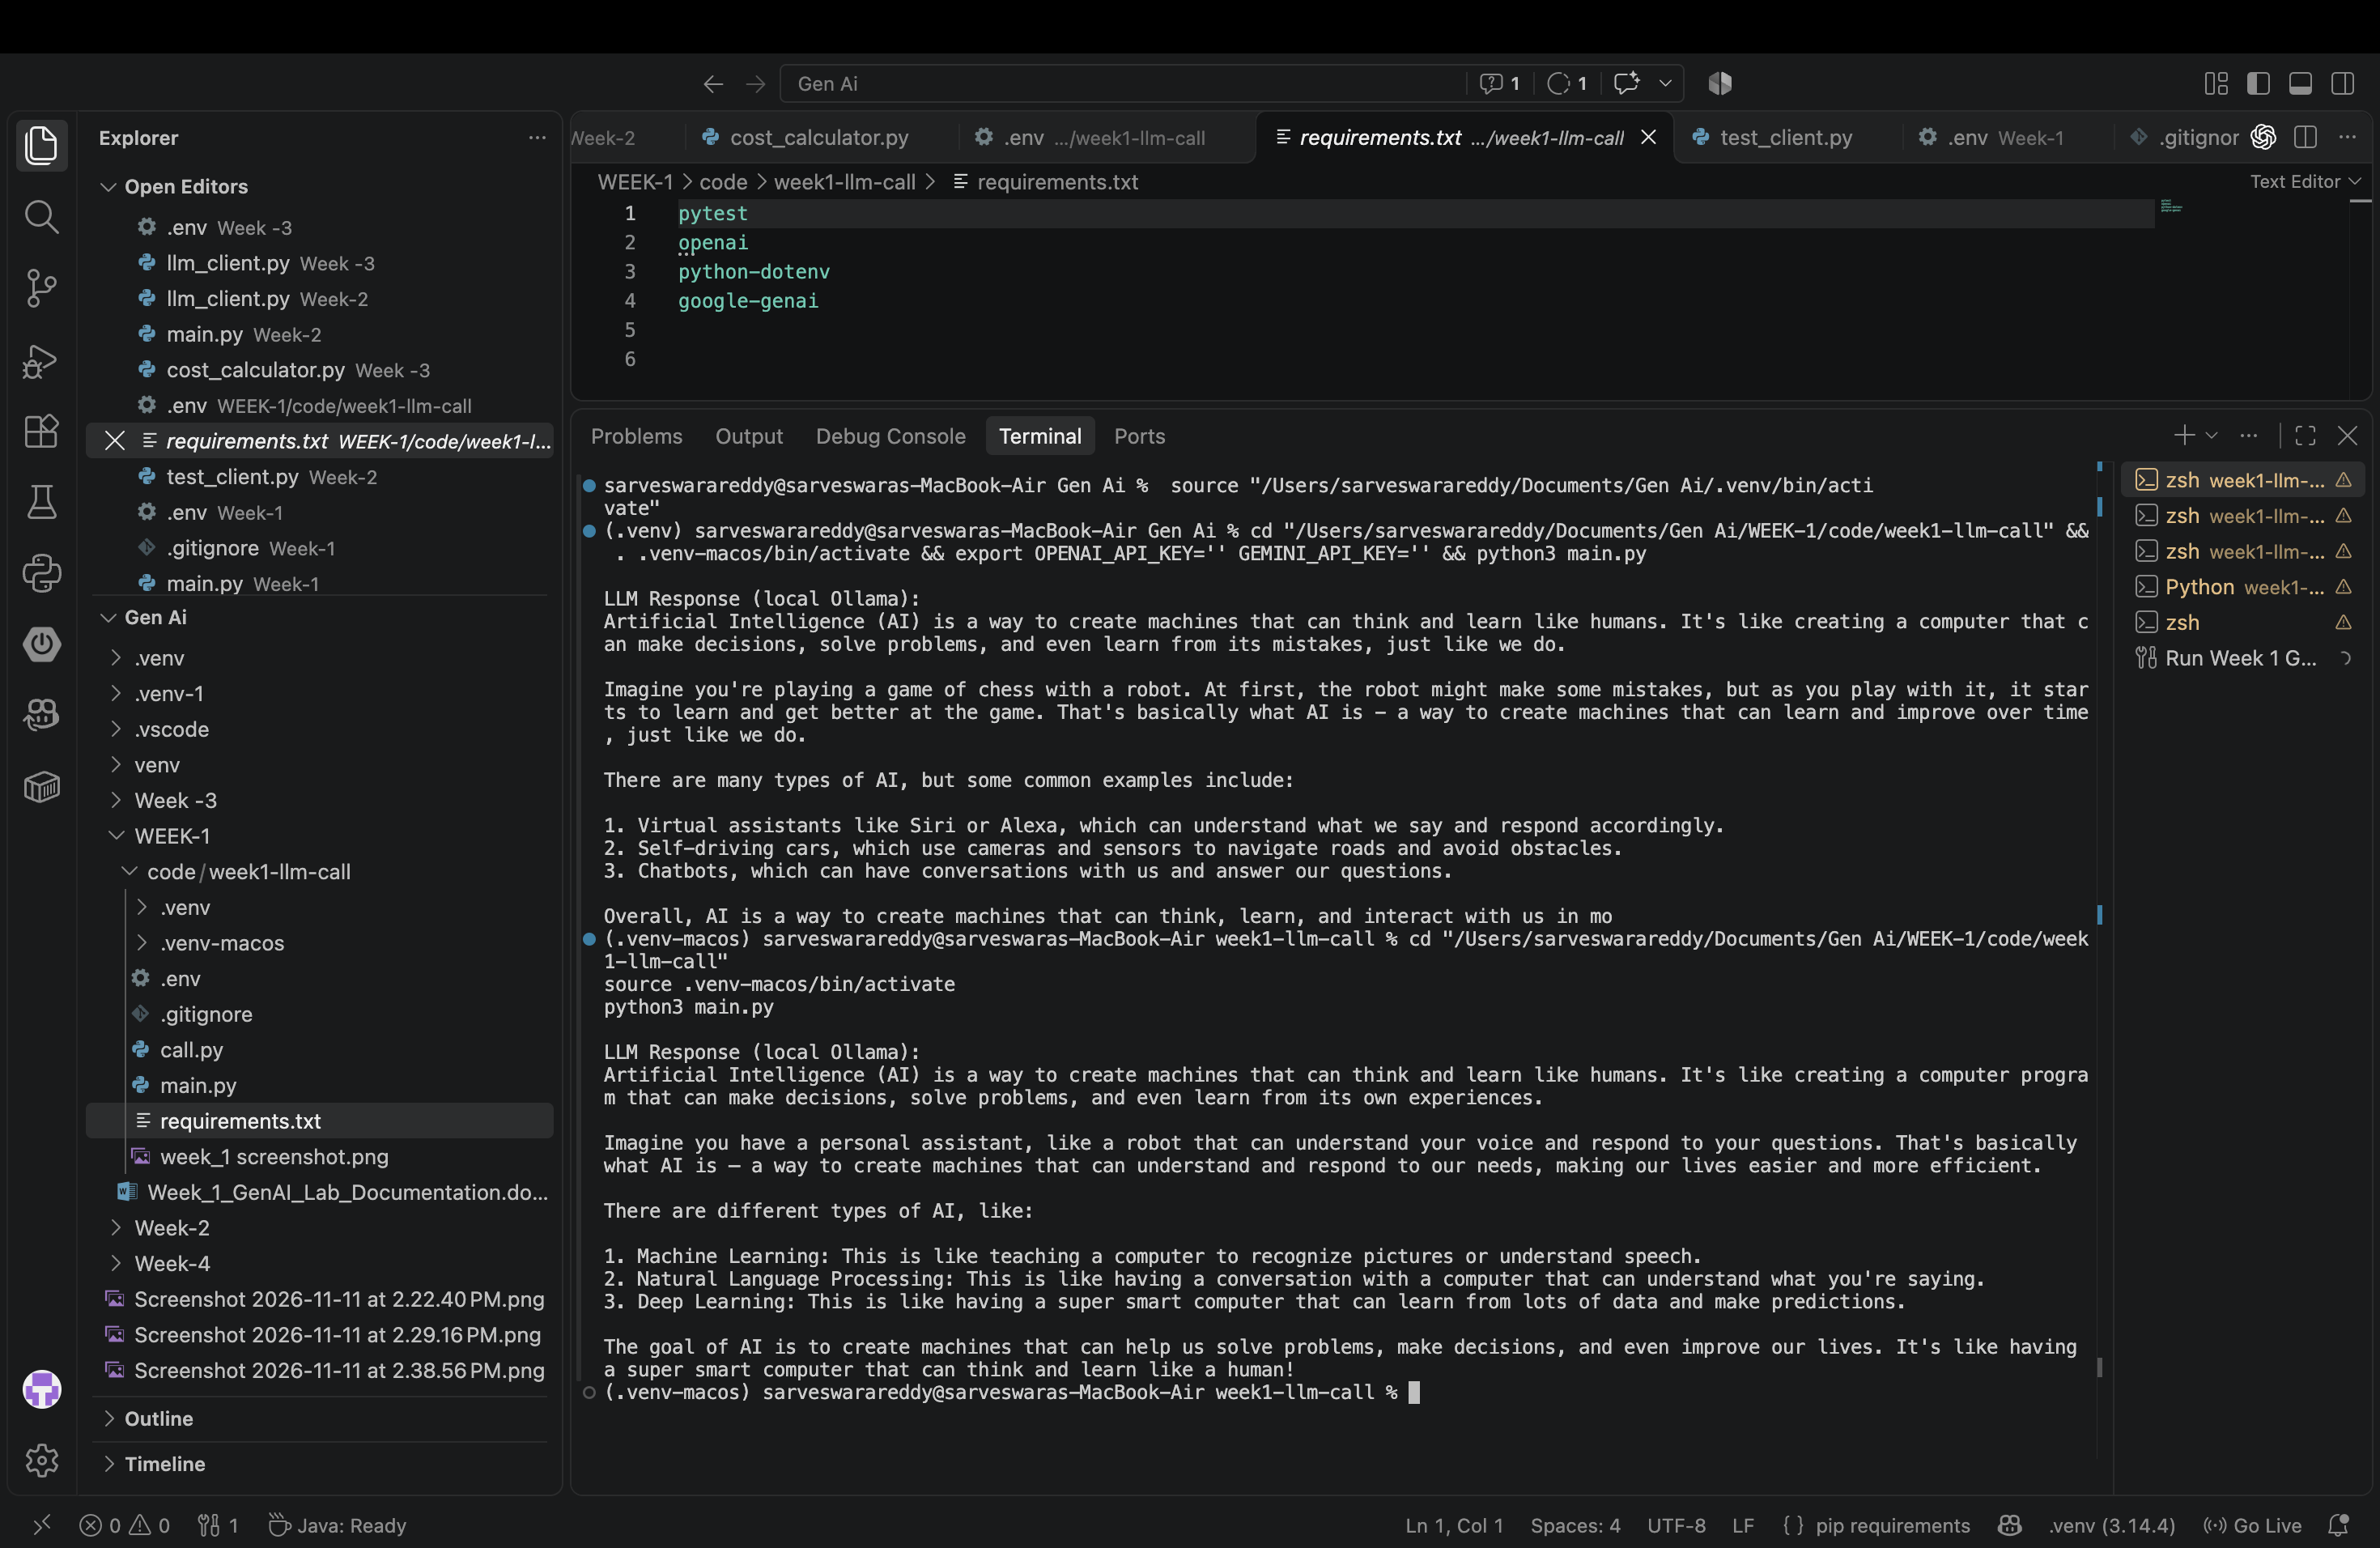 Gen Ai
1
1
Explorer
Open Editors
.env Week -3
llm_client.py Week -3
llm_client.py Week-2
main.py Week-2
cost_calculator.py Week -3
.env WEEK-1/code/week1-llm-call
requirements.txt WEEK-1/code/week1-l...
test_client.py Week-2
.env Week-1
.gitignore Week-1
main.py Week-1
Gen Ai
.venv
.venv-1
.vscode
venv
Week -3
WEEK-1
code/week1-llm-call
.venv
.venv-macos
.env
.gitignore
call.py
main.py
requirements.txt
week_1 screenshot.png
Week_1_GenAI_Lab_Documentation.do...
Week-2
Week-4
Screenshot 2026-11-11 at 2.22.40 PM.png
Screenshot 2026-11-11 at 2.29.16 PM.png
Screenshot 2026-11-11 at 2.38.56 PM.png
Outline
Timeline
Week-2
cost_calculator.py
.env .../week1-llm-call
requirements.txt .../week1-llm-call
test_client.py
.env Week-1
.gitignor
WEEK-1 > code > week1-llm-call > requirements.txt
Text Editor
1 pytest
2 openai
3 python-dotenv
4 google-genai
5
6
Problems Output Debug Console Terminal Ports
sarveswarareddy@sarveswaras-MacBook-Air Gen Ai %  source "/Users/sarveswarareddy/Documents/Gen Ai/.venv/bin/acti
vate"
(.venv) sarveswarareddy@sarveswaras-MacBook-Air Gen Ai % cd "/Users/sarveswarareddy/Documents/Gen Ai/WEEK-1/code/week1-llm-call" &&
. .venv-macos/bin/activate && export OPENAI_API_KEY='' GEMINI_API_KEY='' && python3 main.py
LLM Response (local Ollama):
Artificial Intelligence (AI) is a way to create machines that can think and learn like humans. It's like creating a computer that c
an make decisions, solve problems, and even learn from its mistakes, just like we do.
Imagine you're playing a game of chess with a robot. At first, the robot might make some mistakes, but as you play with it, it star
ts to learn and get better at the game. That's basically what AI is – a way to create machines that can learn and improve over time
, just like we do.
There are many types of AI, but some common examples include:
1. Virtual assistants like Siri or Alexa, which can understand what we say and respond accordingly.
2. Self-driving cars, which use cameras and sensors to navigate roads and avoid obstacles.
3. Chatbots, which can have conversations with us and answer our questions.
Overall, AI is a way to create machines that can think, learn, and interact with us in mo
(.venv-macos) sarveswarareddy@sarveswaras-MacBook-Air week1-llm-call % cd "/Users/sarveswarareddy/Documents/Gen Ai/WEEK-1/code/week
1-llm-call"
source .venv-macos/bin/activate
python3 main.py
LLM Response (local Ollama):
Artificial Intelligence (AI) is a way to create machines that can think and learn like humans. It's like creating a computer progra
m that can make decisions, solve problems, and even learn from its own experiences.
Imagine you have a personal assistant, like a robot that can understand your voice and respond to your questions. That's basically
what AI is – a way to create machines that can understand and respond to our needs, making our lives easier and more efficient.
There are different types of AI, like:
1. Machine Learning: This is like teaching a computer to recognize pictures or understand speech.
2. Natural Language Processing: This is like having a conversation with a computer that can understand what you're saying.
3. Deep Learning: This is like having a super smart computer that can learn from lots of data and make predictions.
The goal of AI is to create machines that can help us solve problems, make decisions, and even improve our lives. It's like having
a super smart computer that can think and learn like a human!
(.venv-macos) sarveswarareddy@sarveswaras-MacBook-Air week1-llm-call %
zsh week1-llm-...
zsh week1-llm-...
zsh week1-llm-...
Python week1-...
zsh
Run Week 1 G...
0 0 1 Java: Ready
Ln 1, Col 1 Spaces: 4 UTF-8 LF {} pip requirements .venv (3.14.4) Go Live